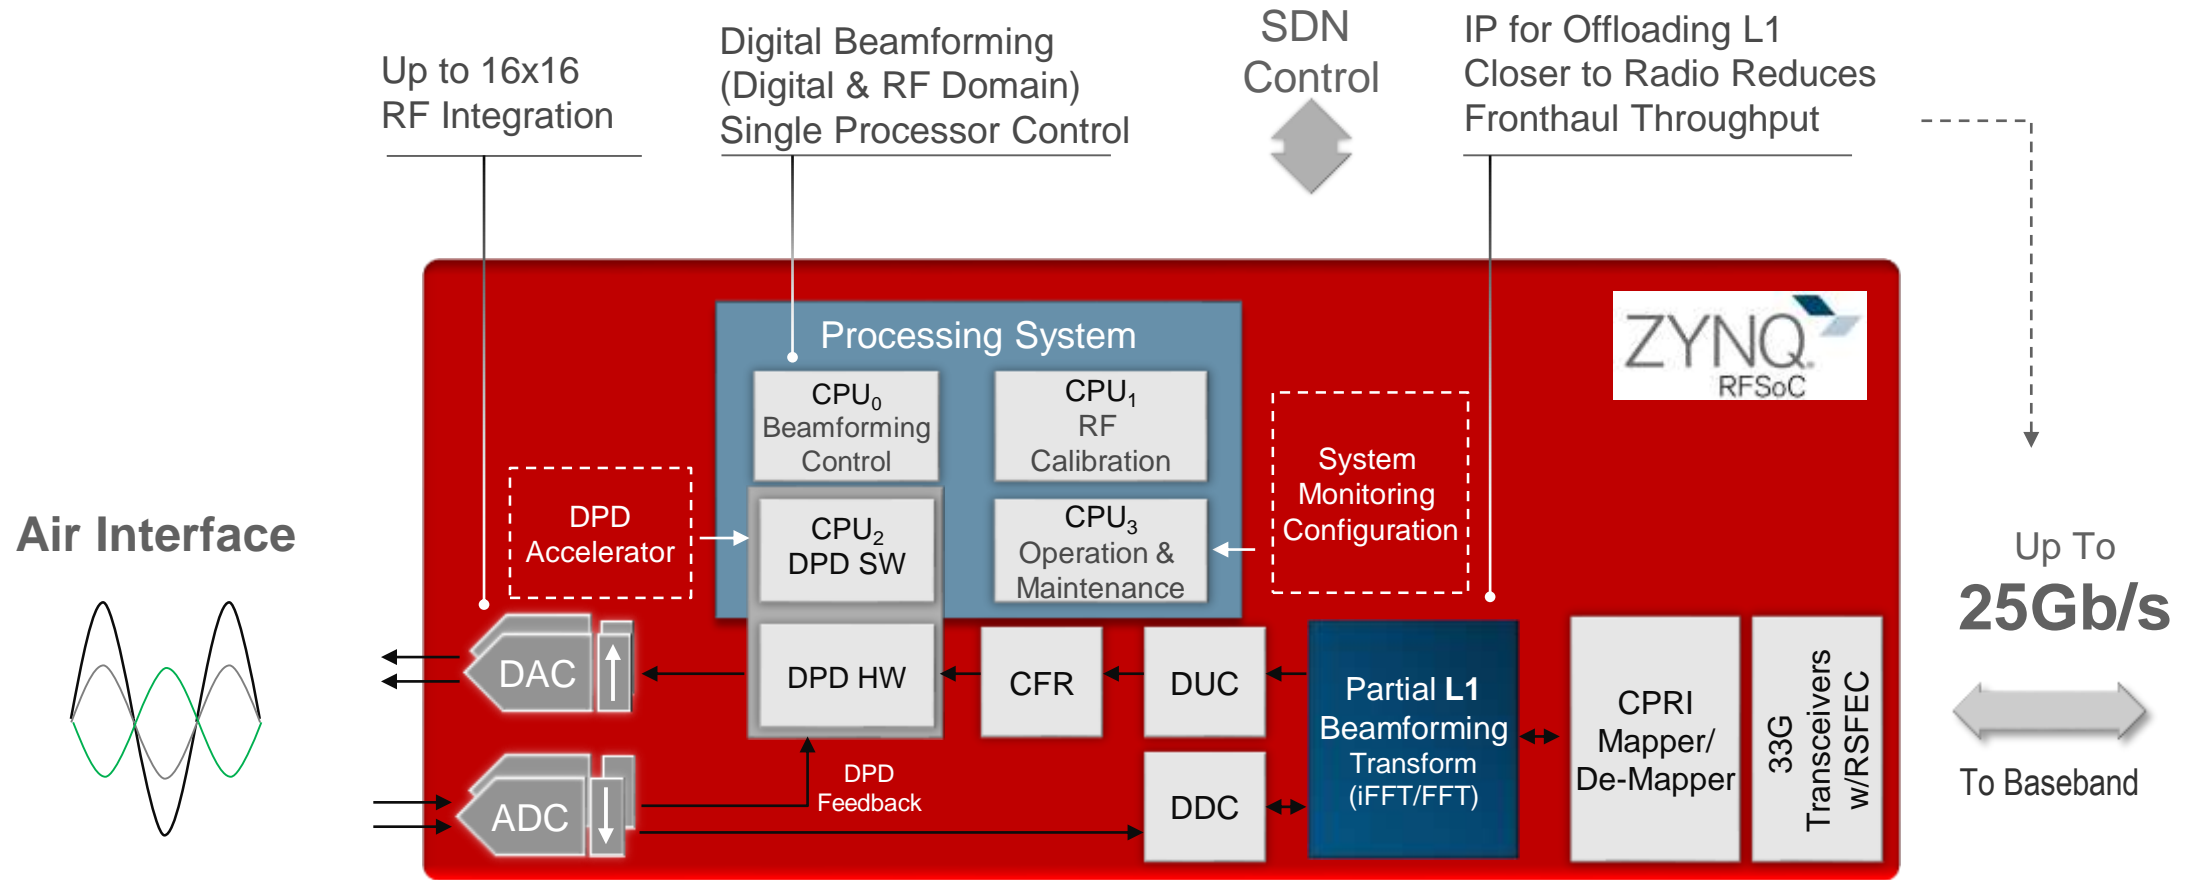 Up to 16x16
RF Integration
Digital Beamforming
(Digital & RF Domain)
Single Processor Control
SDN
Control
IP for Offloading L1
Closer to Radio Reduces
Fronthaul Throughput
ZYNQ.
RFSoC
Processing System
CPU0
Beamforming
Control
CPU1
RF
Calibration
CPU2
DPD SW
CPU3
Operation &
Maintenance
DPD
Accelerator
System
Monitoring
Configuration
Air Interface
DAC
DPD HW
CFR
DUC
Partial L1
Beamforming
Transform
(iFFT/FFT)
CPRI
Mapper/
De-Mapper
33G
Transceivers
w/RSFEC
ADC
DPD
Feedback
DDC
Up To
25Gb/s
To Baseband